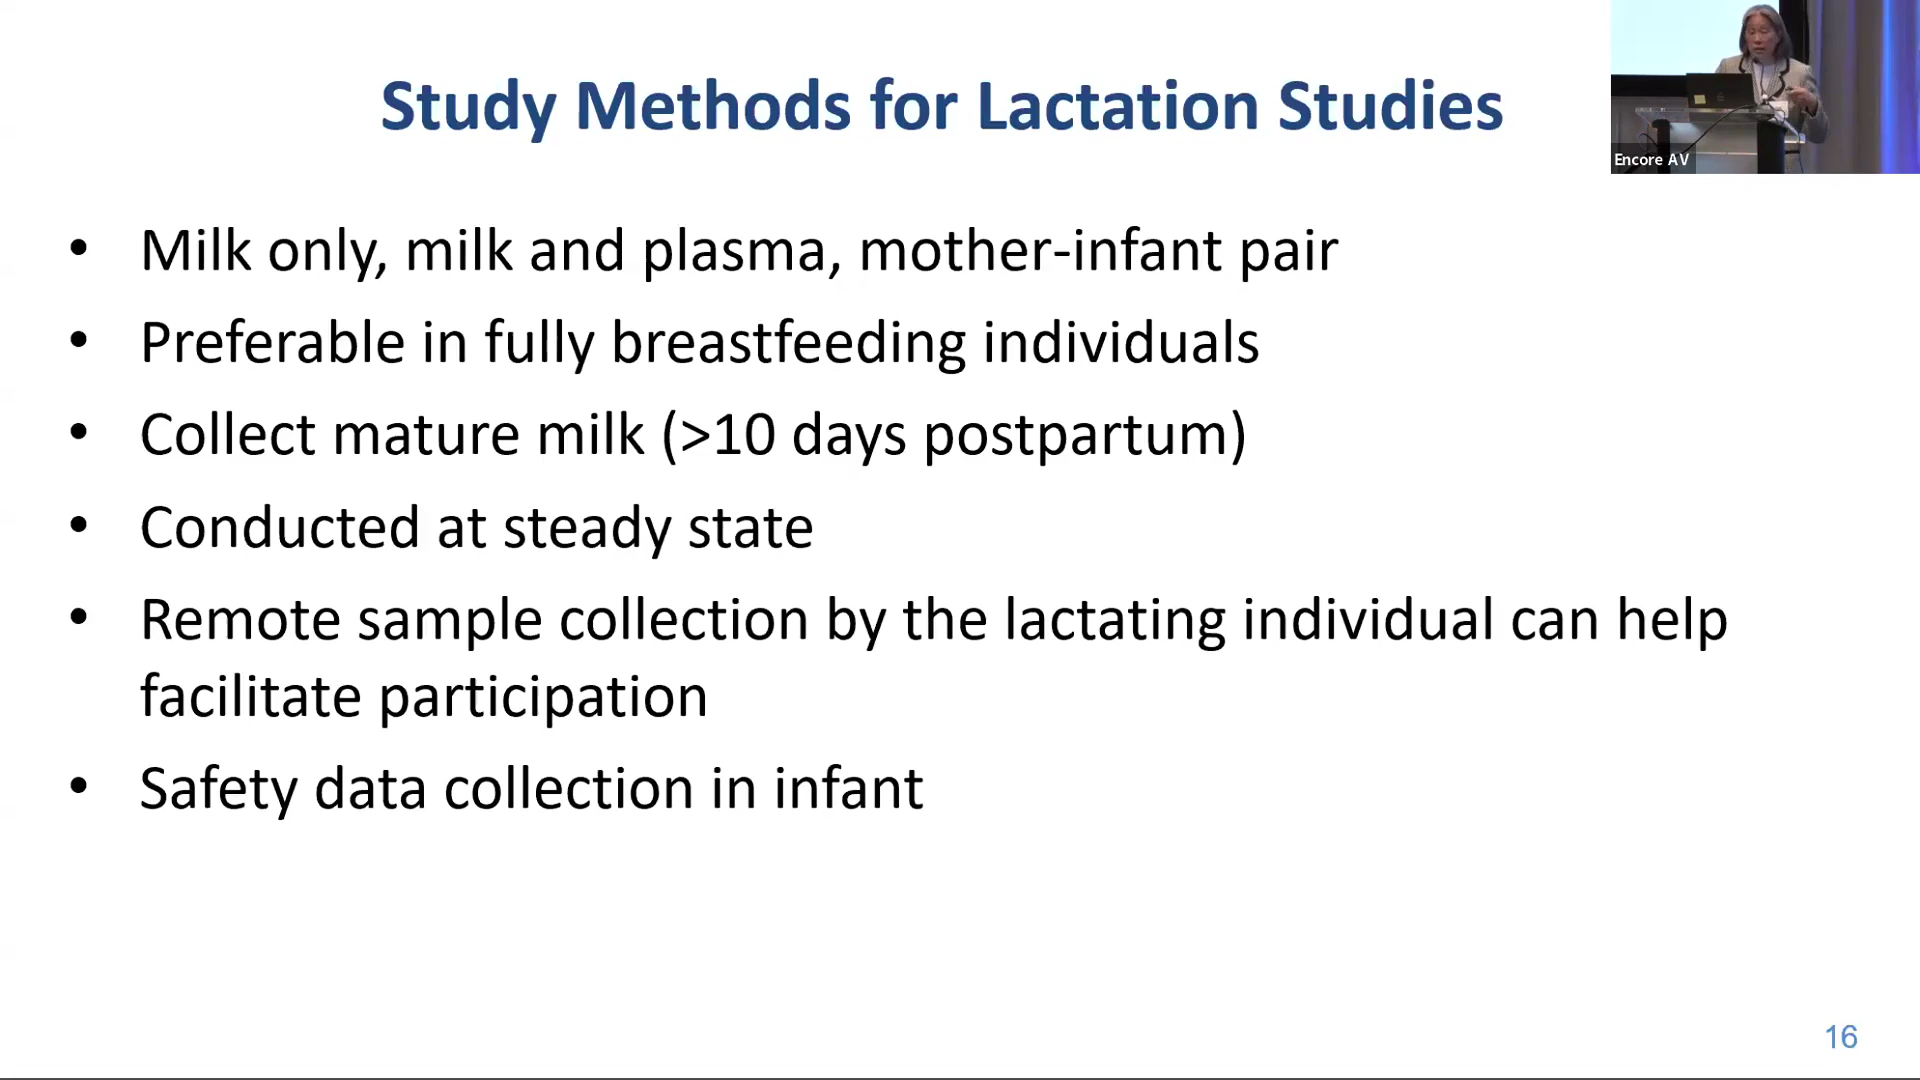 Study Methods for Lactation Studies
Encore AV
• Milk only, milk and plasma, mother-infant pair
• Preferable in fully breastfeeding individuals
• Collect mature milk (>10 days postpartum)
• Conducted at steady state
• Remote sample collection by the lactating individual can help
facilitate participation
• Safety data collection in infant
16